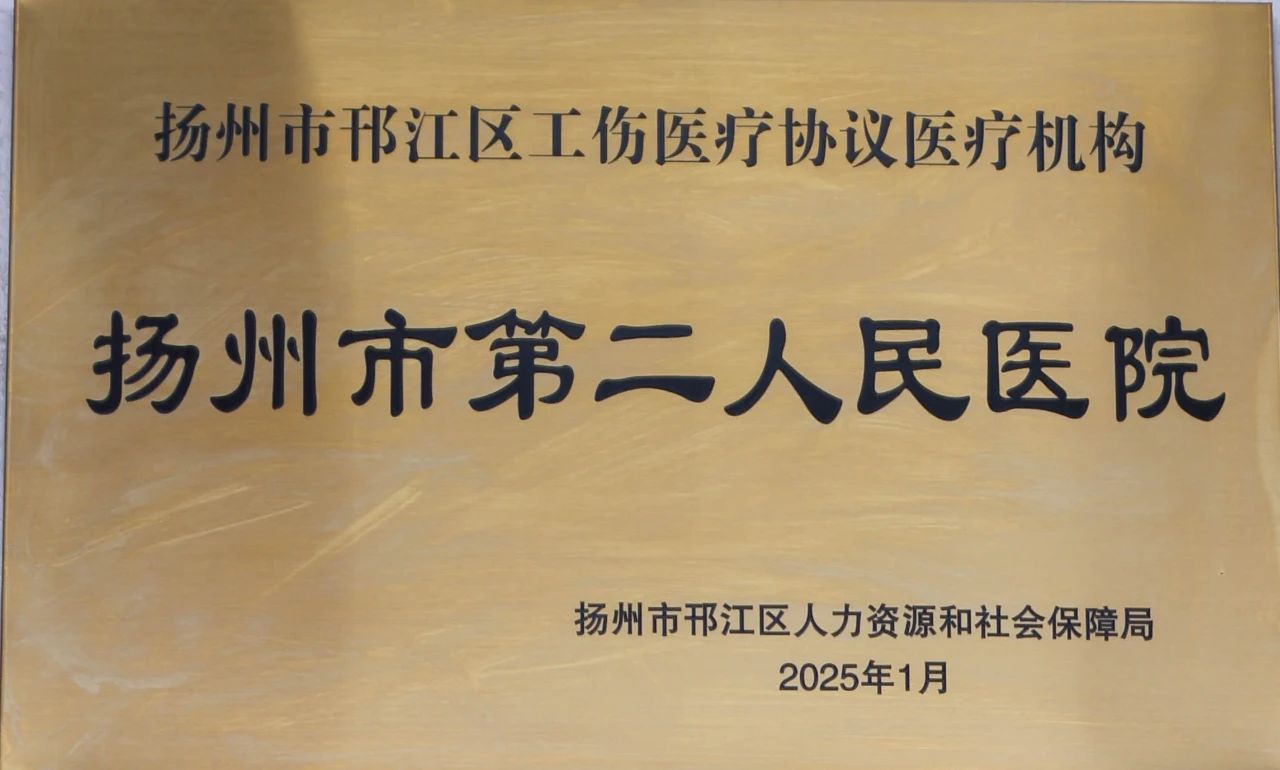 扬州市邗江区工伤医疗协议医疗机构
扬州市第二人民医院
扬州市邗江区人力资源和社会保障局
2025年1月